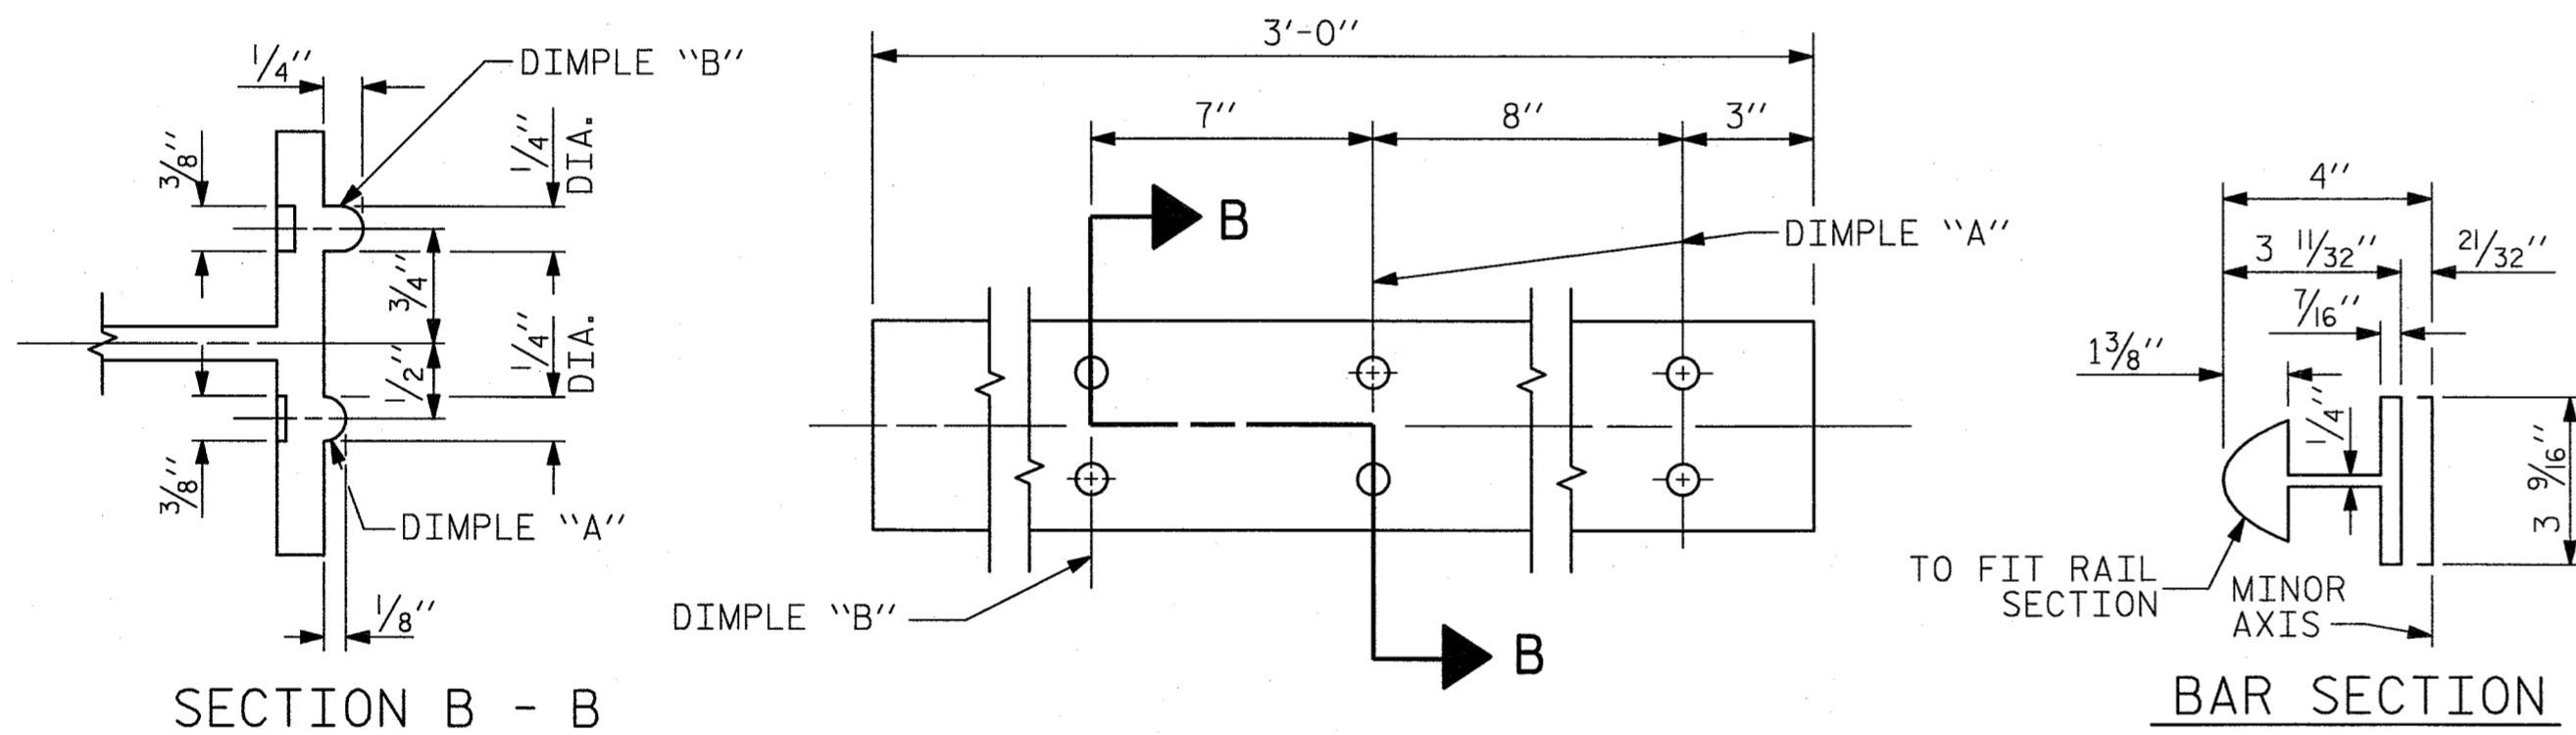 1/4"
DIMPLE "B"
3/8"
1/4"
DIA.
3/4"
1/2"
1/4"
DIA.
3/8"
DIMPLE "A"
1/8"
SECTION B - B
3'-0"
7"
8"
3"
B
DIMPLE "A"
DIMPLE "B"
B
4"
3 11/32"
21/32"
7/16"
1 3/8"
1/4"
3 9/16"
TO FIT RAIL
SECTION
MINOR
AXIS
BAR SECTION